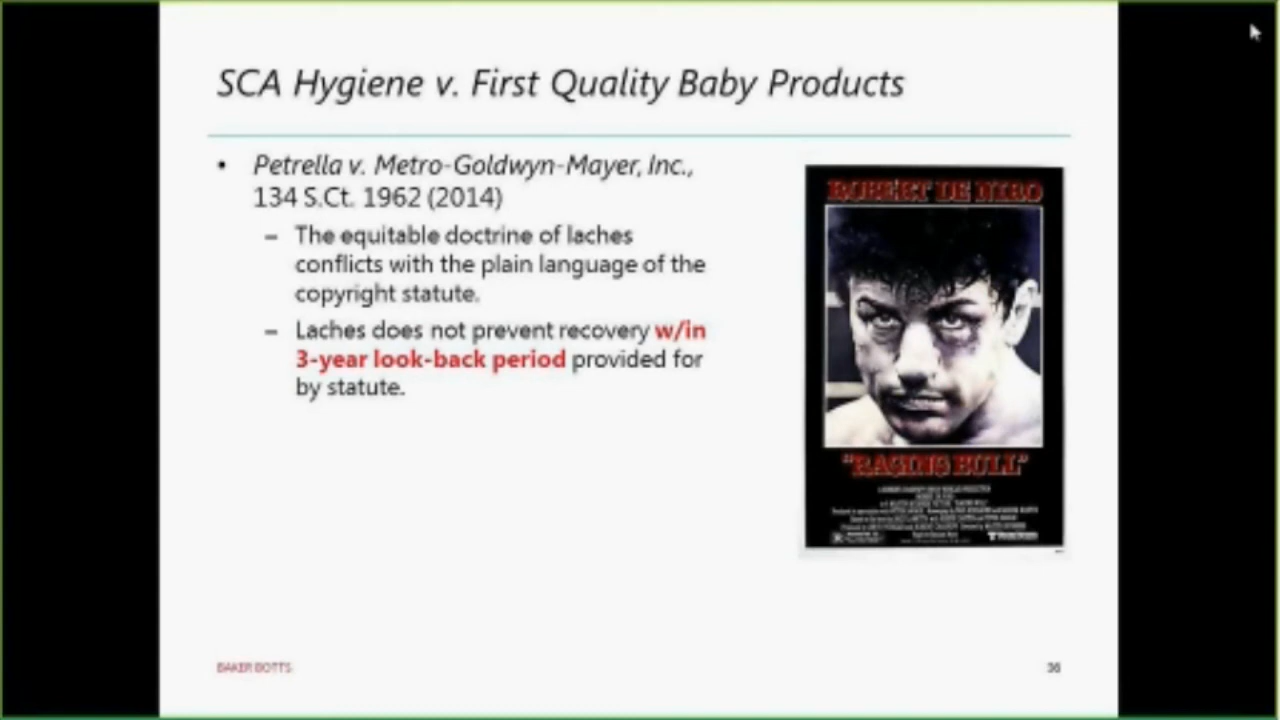 SCA Hygiene v. First Quality Baby Products
• Petrella v. Metro-Goldwyn-Mayer, Inc.,
134 S.Ct. 1962 (2014)
– The equitable doctrine of laches
conflicts with the plain language of the
copyright statute.
– Laches does not prevent recovery w/in
3-year look-back period provided for
by statute.
ROBERT DE NIRO
"RAGING BULL"
BAKER BOTTS
36